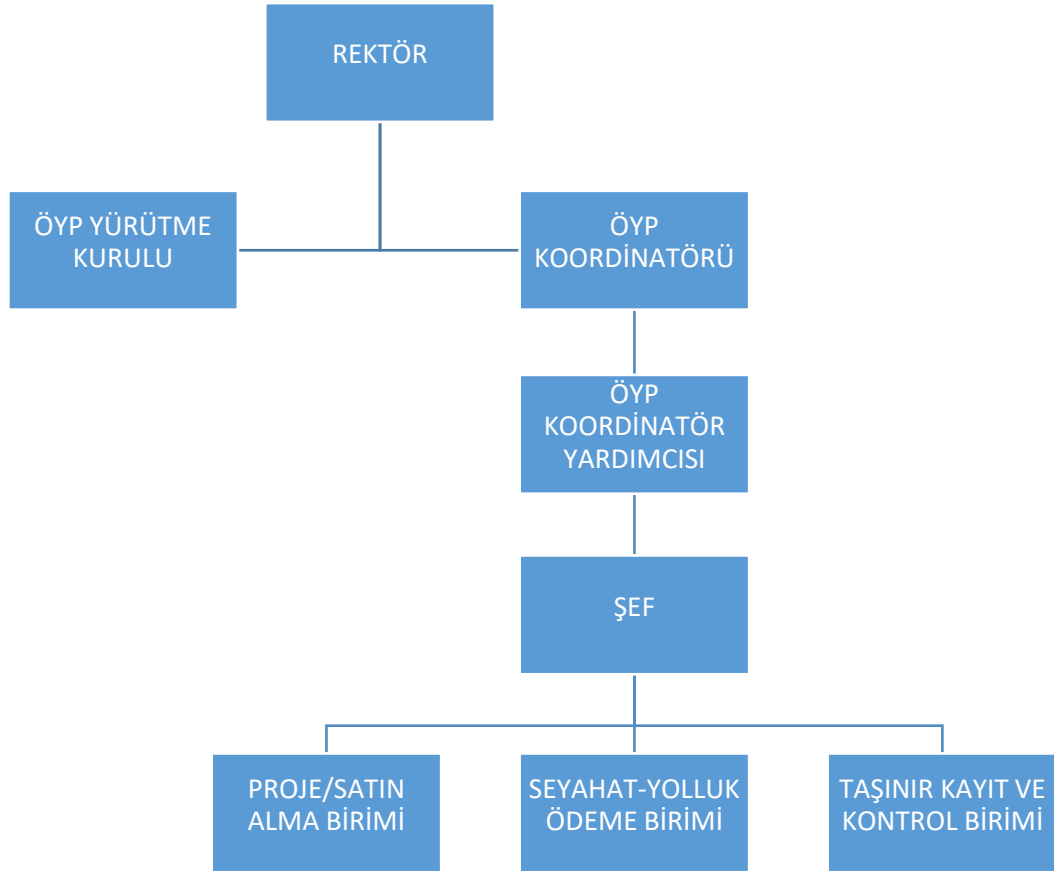 REKTÖR
ÖYP YÜRÜTME
KURULU
ÖYP
KOORDİNATÖRÜ
ÖYP
KOORDİNATÖR
YARDIMCISI
ŞEF
PROJE/SATIN
ALMA BİRİMİ
SEYAHAT-YOLLUK
ÖDEME BİRİMİ
TAŞINIR KAYIT VE
KONTROL BİRİMİ